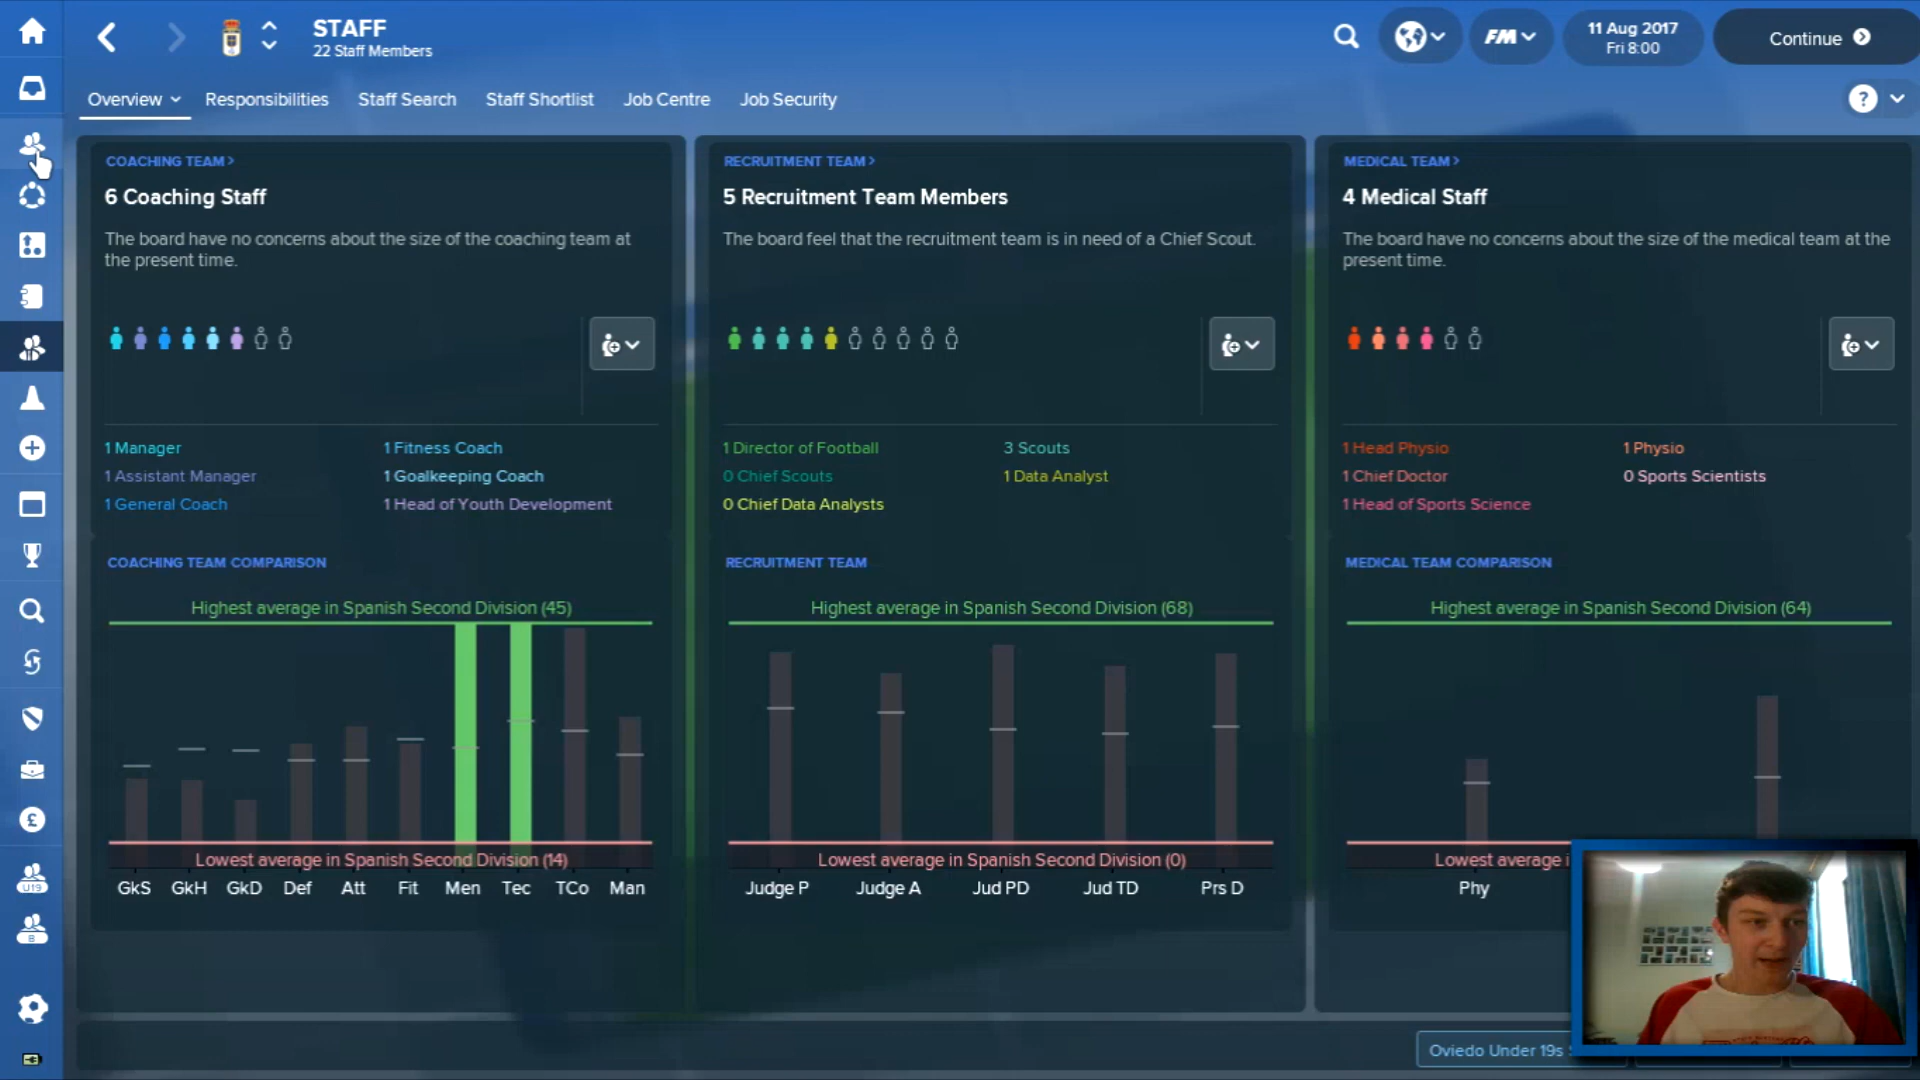 STAFF
22 Staff Members
FM
11 Aug 2017
Fri 8:00
Continue
Overview
Responsibilities
Staff Search
Staff Shortlist
Job Centre
Job Security
?
COACHING TEAM >
6 Coaching Staff
The board have no concerns about the size of the coaching team at
the present time.
1 Manager
1 Fitness Coach
1 Assistant Manager
1 Goalkeeping Coach
1 General Coach
1 Head of Youth Development
COACHING TEAM COMPARISON
Highest average in Spanish Second Division (45)
Lowest average in Spanish Second Division (14)
GkS GkH GkD Def Att Fit Men Tec TCo Man
RECRUITMENT TEAM >
5 Recruitment Team Members
The board feel that the recruitment team is in need of a Chief Scout.
1 Director of Football
3 Scouts
0 Chief Scouts
1 Data Analyst
0 Chief Data Analysts
RECRUITMENT TEAM
Highest average in Spanish Second Division (68)
Lowest average in Spanish Second Division (0)
Judge P Judge A Jud PD Jud TD Prs D
MEDICAL TEAM >
4 Medical Staff
The board have no concerns about the size of the medical team at the
present time.
1 Head Physio
1 Physio
1 Chief Doctor
0 Sports Scientists
1 Head of Sports Science
MEDICAL TEAM COMPARISON
Highest average in Spanish Second Division (64)
Lowest average
Phy
Oviedo Under 19s
£
U19
B